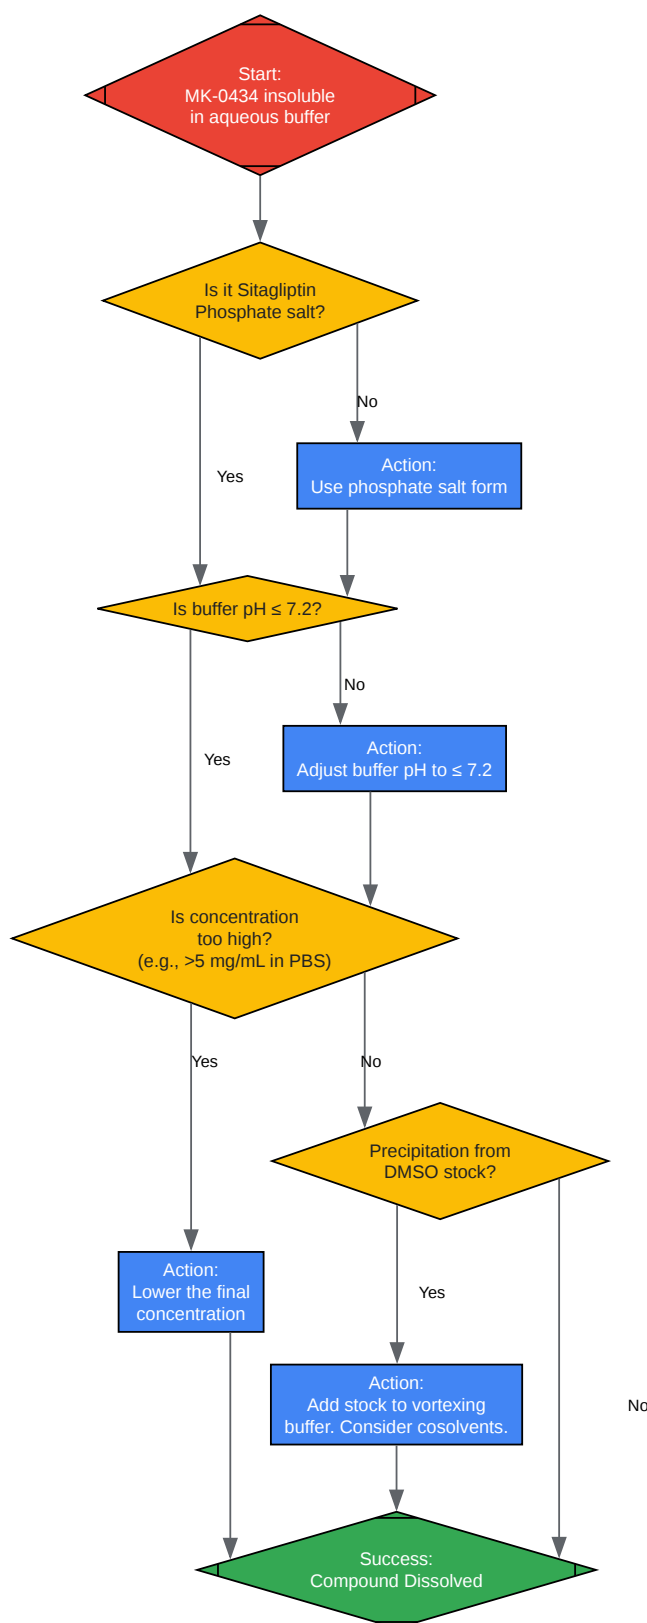 Start:
MK-0434 insoluble
in aqueous buffer
Is it Sitagliptin
Phosphate salt?
No
Action:
Use phosphate salt form
Yes
Is buffer pH ≤ 7.2?
No
Action:
Adjust buffer pH to ≤ 7.2
Yes
Is concentration
too high?
(e.g., >5 mg/mL in PBS)
Yes
No
Precipitation from
DMSO stock?
Action:
Lower the final
concentration
Yes
Action:
Add stock to vortexing
buffer. Consider cosolvents.
No
Success:
Compound Dissolved